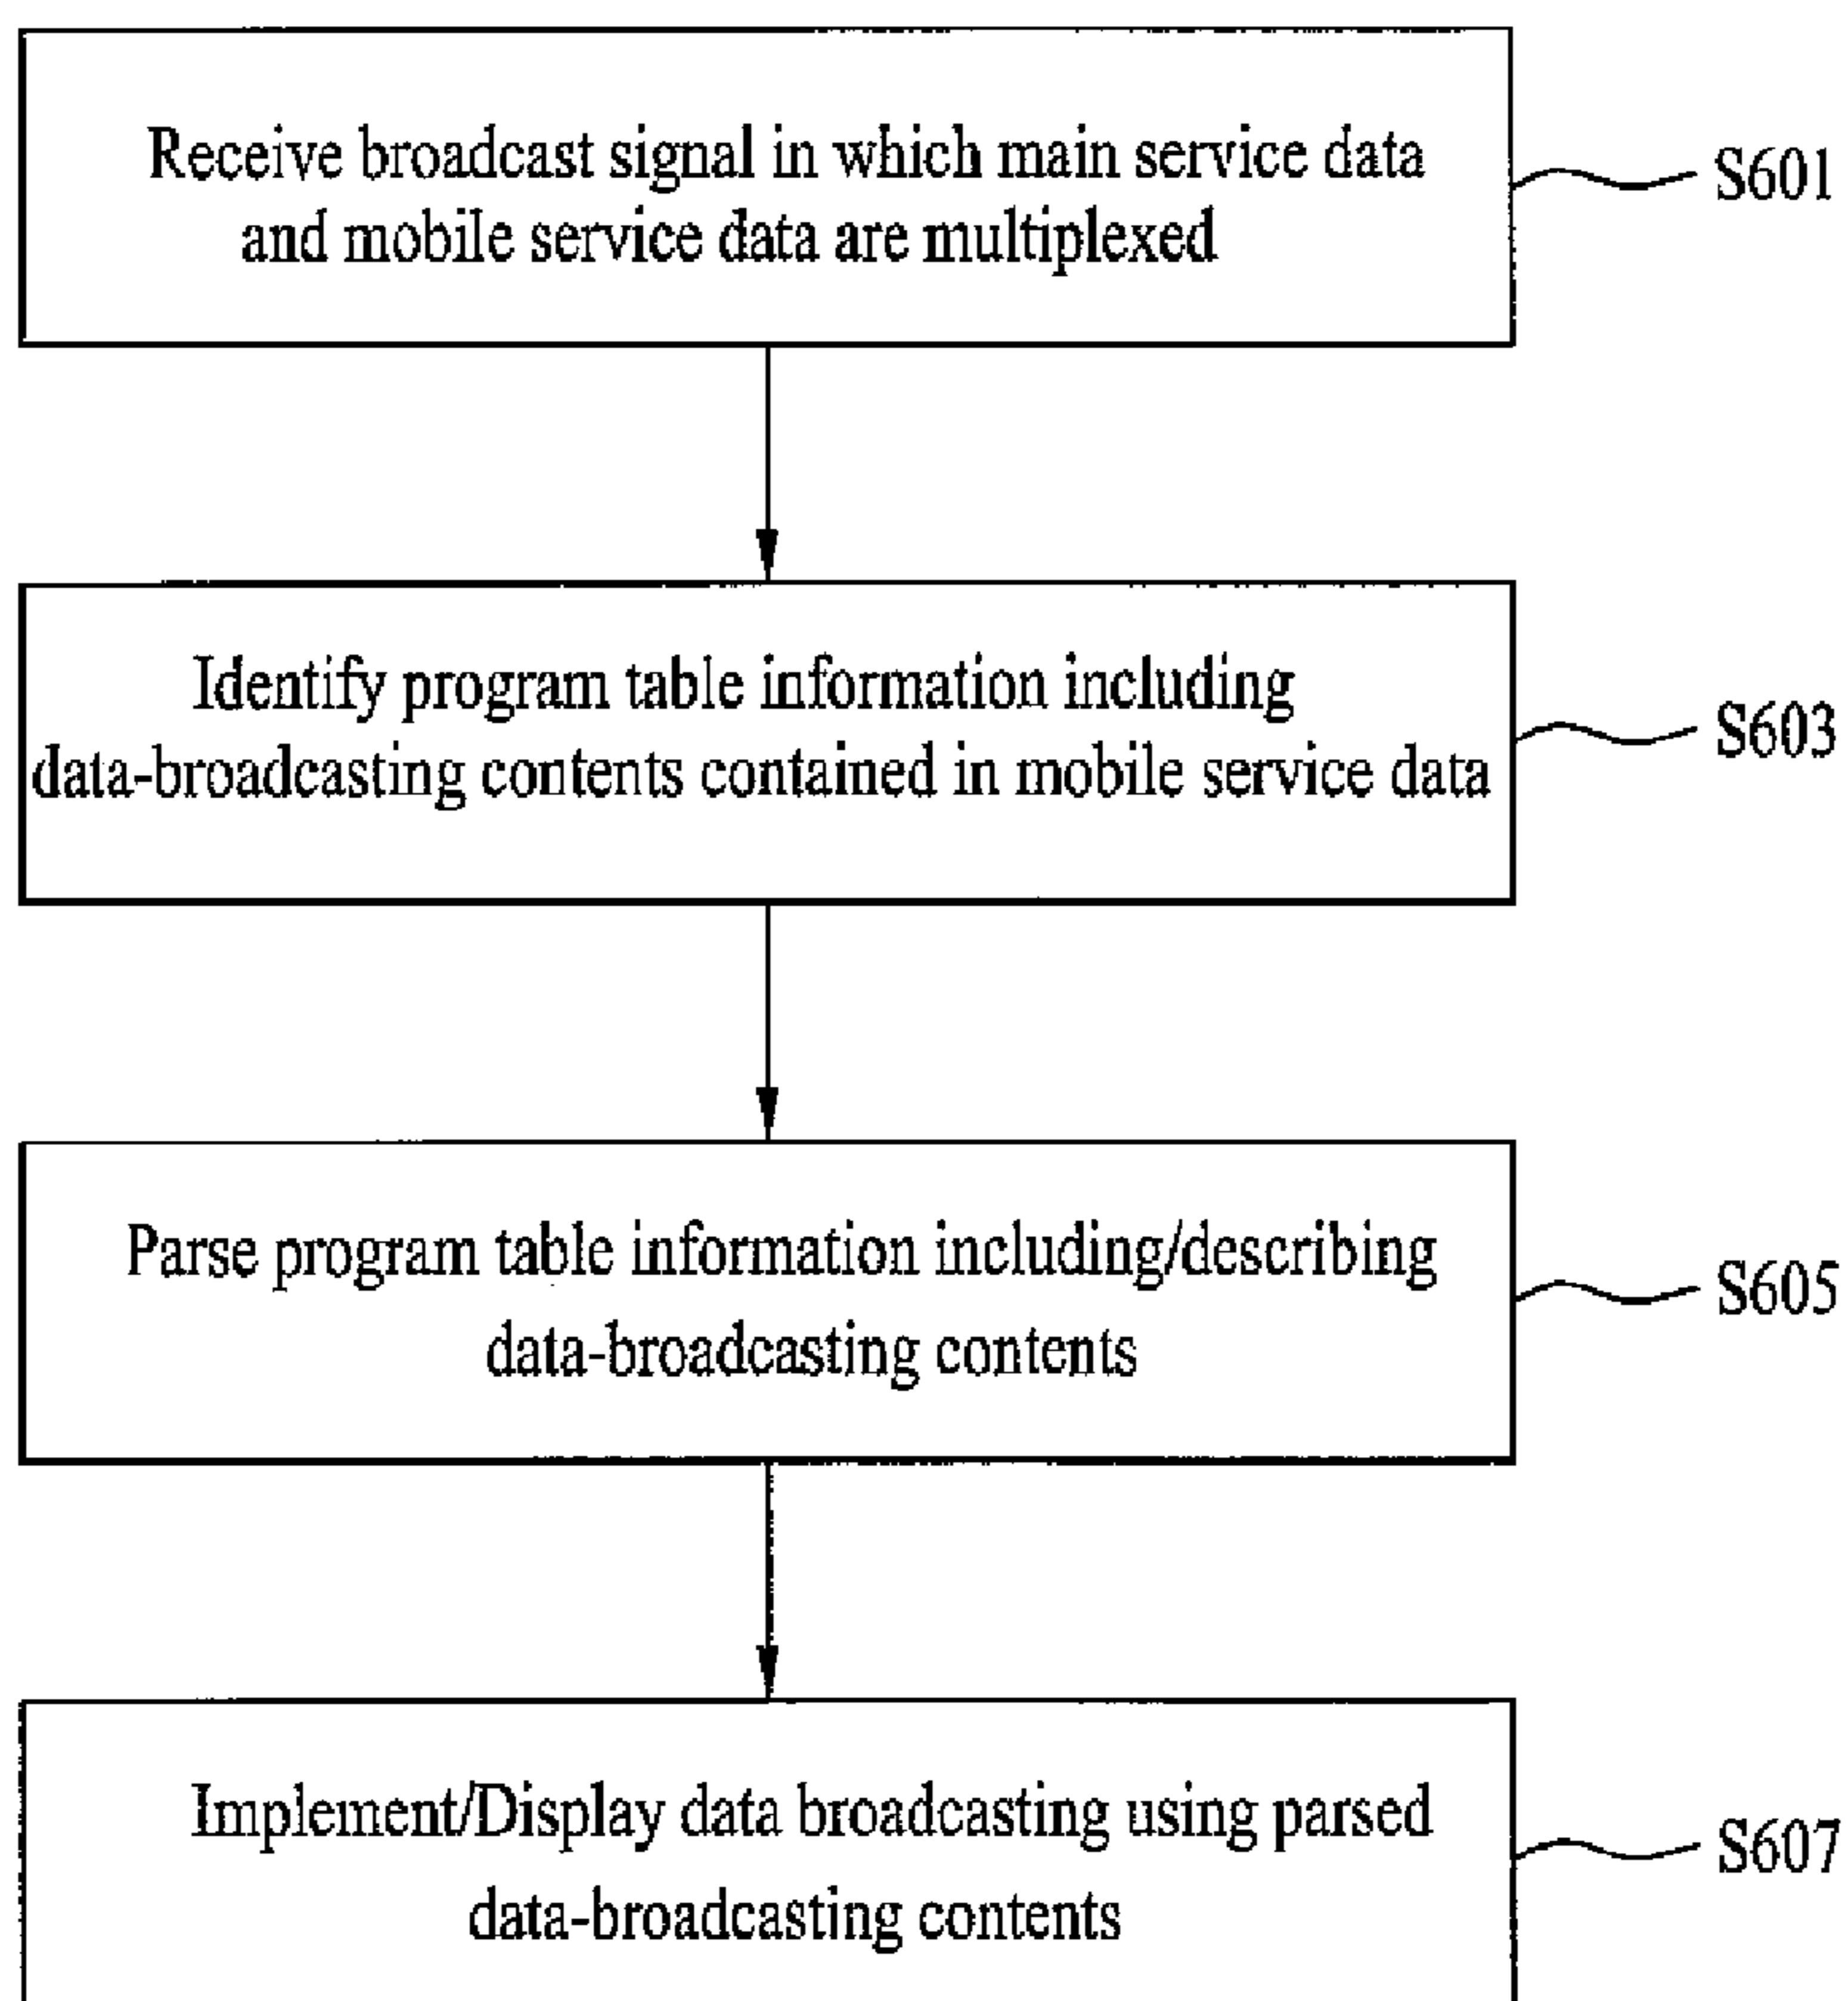 Receive broadcast signal in which main service data
and mobile service data are multiplexed
S601
Identify program table information including
data-broadcasting contents contained in mobile service data
S603
Parse program table information including/describing
data-broadcasting contents
S605
Implement/Display data broadcasting using parsed
data-broadcasting contents
S607